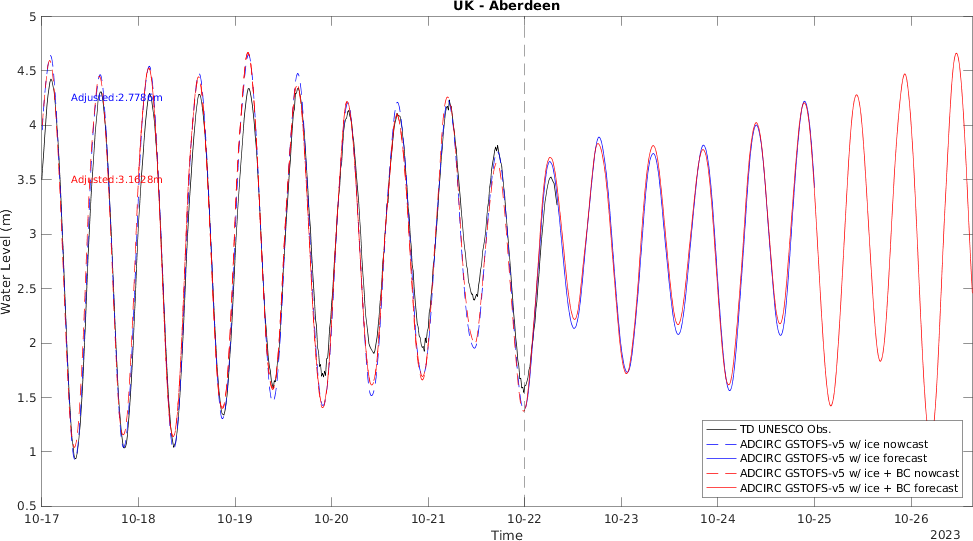 UK - Aberdeen
5
4.5
4
3.5
3
2.5
2
1.5
1
0.5
Water Level (m)
Adjusted:2.7786m
Adjusted:3.1628m
TD UNESCO Obs.
ADCIRC GSTOFS-v5 w/ ice nowcast
ADCIRC GSTOFS-v5 w/ ice forecast
ADCIRC GSTOFS-v5 w/ ice + BC nowcast
ADCIRC GSTOFS-v5 w/ ice + BC forecast
10-17 10-18 10-19 10-20 10-21 10-22 10-23 10-24 10-25 10-26
Time
2023